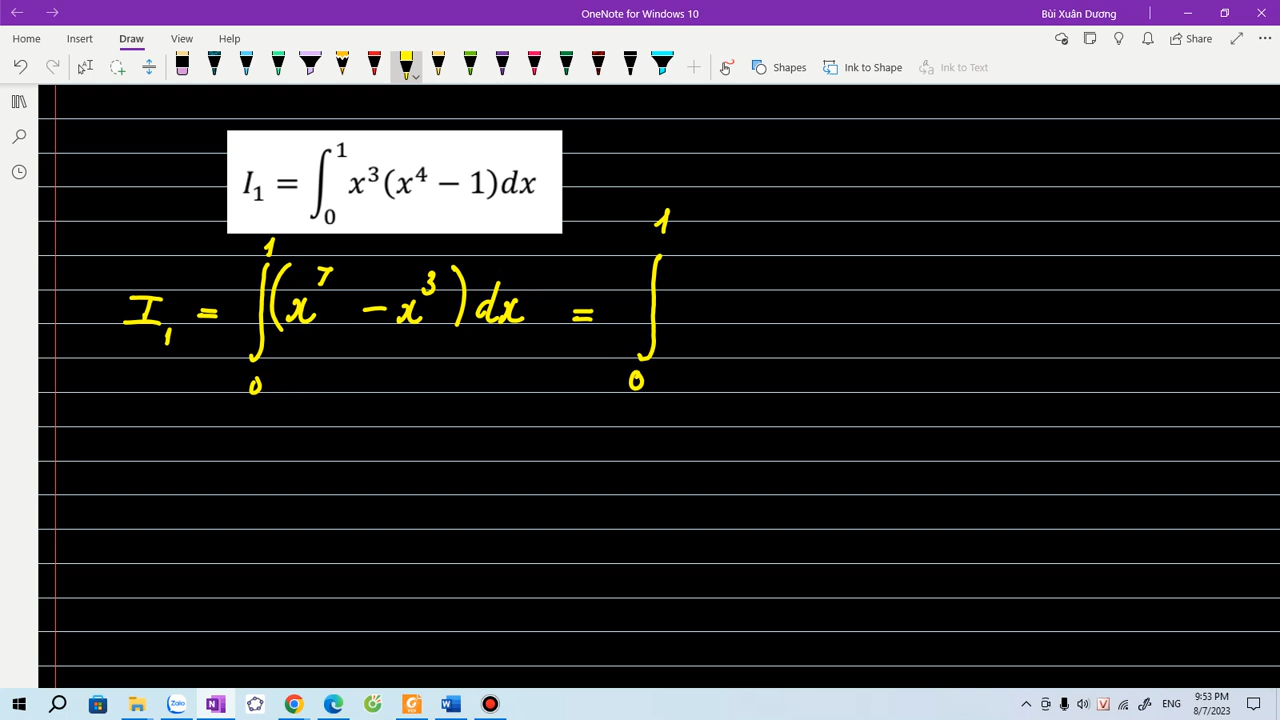 OneNote for Windows 10
Bùi Xuân Dương
Home Insert Draw View Help
Share
Shapes Ink to Shape Ink to Text
I₁ = ∫₀¹ x³(x⁴ − 1)dx
I₁ = ∫₀¹ (x⁷ − x³) dx = ∫₀¹
Zalo
ENG
9:53 PM
8/7/2023